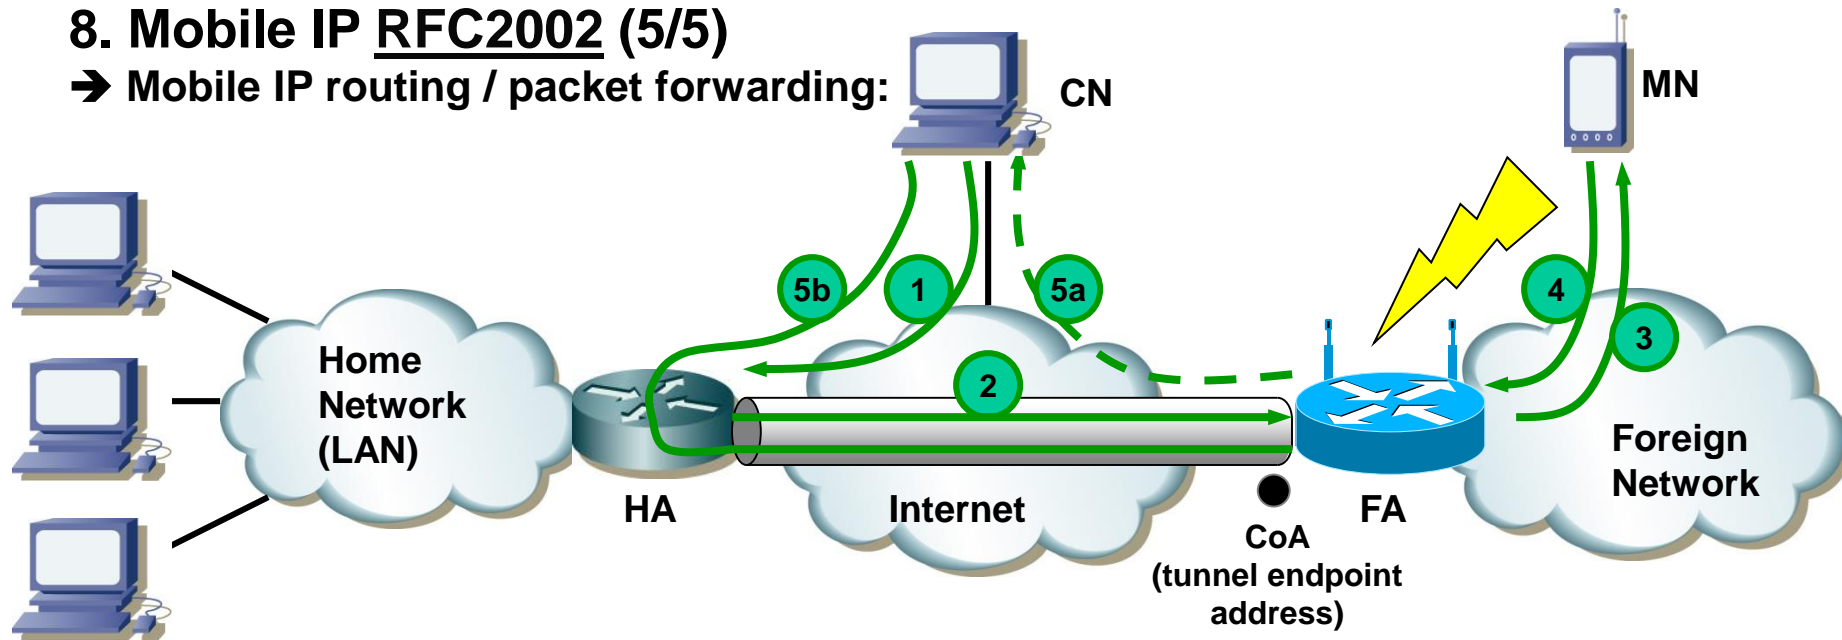 8. Mobile IP RFC2002 (5/5)
➔ Mobile IP routing / packet forwarding:
CN
MN
5b
1
5a
4
3
2
Home
Network
(LAN)
HA
Internet
FA
Foreign
Network
CoA
(tunnel endpoint
address)